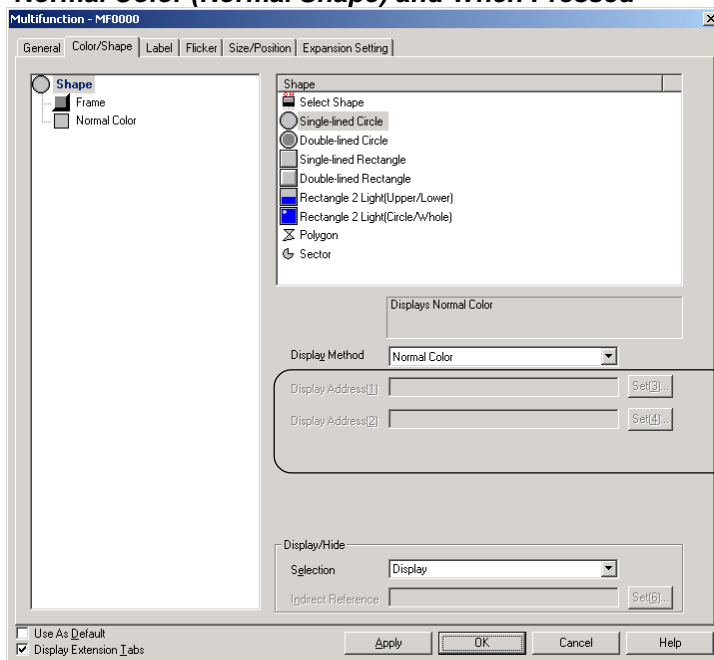 Normal Color (Normal Shape) and When Pressed
Multifunction - MF0000
General Color/Shape Label Flicker Size/Position Expansion Setting
Shape
Frame
Normal Color
Shape
Select Shape
Single-lined Circle
Double-lined Circle
Single-lined Rectangle
Double-lined Rectangle
Rectangle 2 Light(Upper/Lower)
Rectangle 2 Light(Circle/Whole)
Polygon
Sector
Displays Normal Color
Display Method Normal Color
Display Address[1] Set(3)...
Display Address[2] Set(4)...
Display/Hide
Selection Display
Indirect Reference Set(6)...
Use As Default
Display Extension Tabs
Apply OK Cancel Help